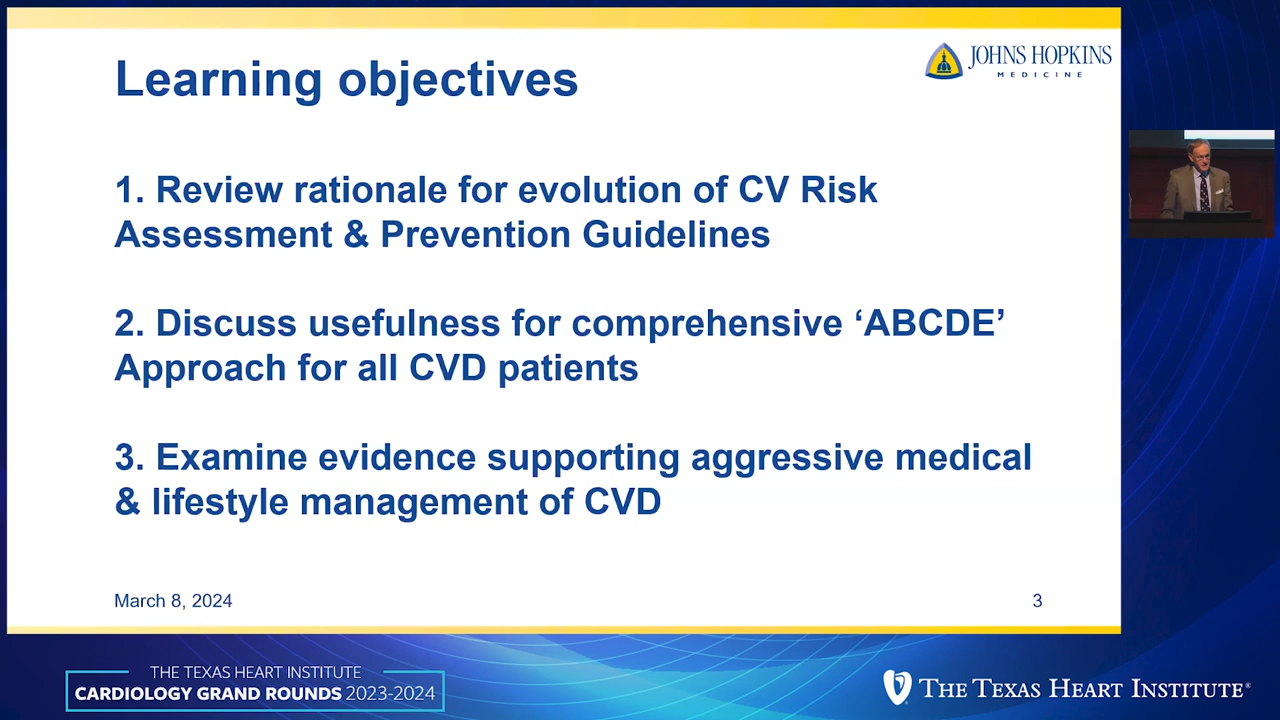 Learning objectives
JOHNS HOPKINS
MEDICINE
1. Review rationale for evolution of CV Risk
Assessment & Prevention Guidelines
2. Discuss usefulness for comprehensive ‘ABCDE’
Approach for all CVD patients
3. Examine evidence supporting aggressive medical
& lifestyle management of CVD
March 8, 2024
3
THE TEXAS HEART INSTITUTE
CARDIOLOGY GRAND ROUNDS 2023-2024
THE TEXAS HEART INSTITUTE®